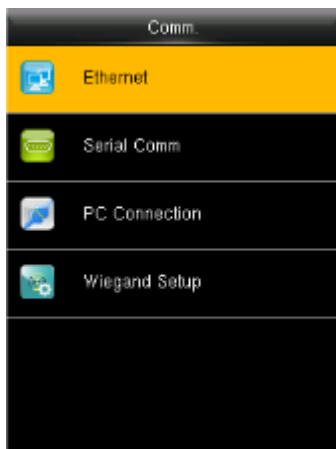 Comm.
Ethernet
Serial Comm
PC Connection
Wiegand Setup